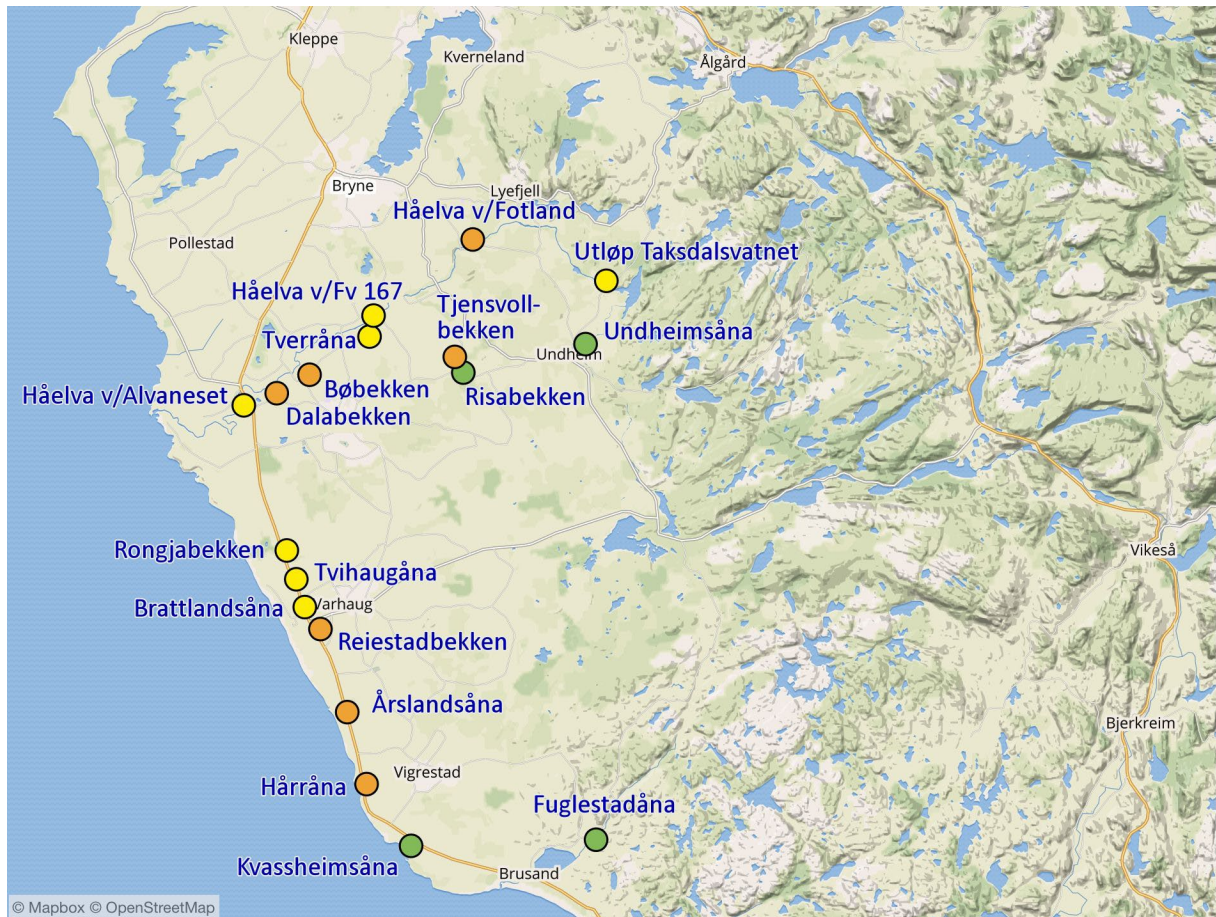 Kleppe
Kverneland
Ålgård
Bryne
Lyefjell
Håelva v/Fotland
Pollestad
Utløp Taksdalsvatnet
Håelva v/Fv 167
Tjensvoll-
bekken
Undheimsåna
Tverråna
Undheim
Håelva v/Alvaneset
Bøbekken
Risabekken
Dalabekken
Rongjabekken
Vikeså
Tvihaugåna
Brattlandsåna
Varhaug
Reiestadbekken
Årslandsåna
Bjerkreim
Vigrestad
Hårråna
Fuglestadåna
Kvassheimsåna
Brusand
© Mapbox © OpenStreetMap